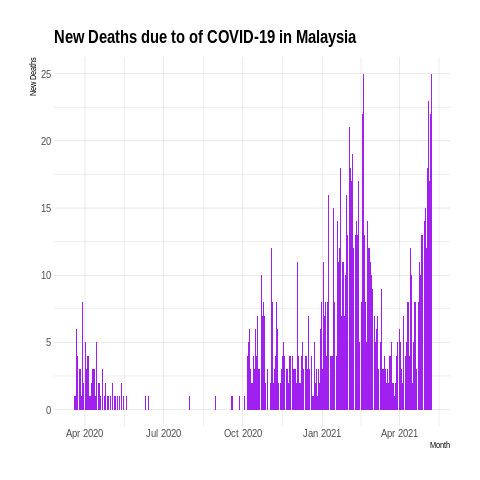 New Deaths due to of COVID-19 in Malaysia
New Deaths
25
20
15
10
5
0
Apr 2020 Jul 2020 Oct 2020 Jan 2021 Apr 2021
Month